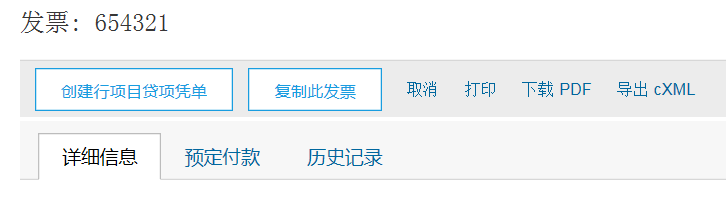 发票: 654321
创建行项目贷项凭单 复制此发票 取消 打印 下载 PDF 导出 cXML
详细信息 预定付款 历史记录